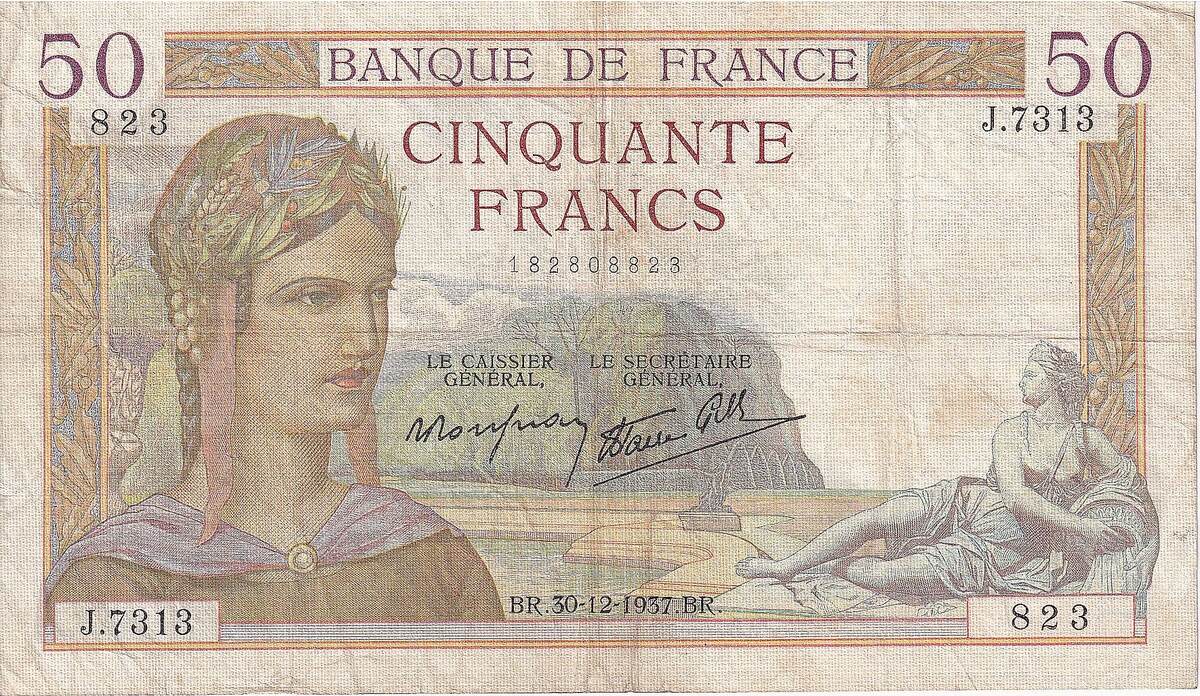 50 BANQUE DE FRANCE 50
823 J.7313
CINQUANTE
FRANCS
182808823
LE CAISSIER GÉNÉRAL,
LE SECRÉTAIRE GÉNÉRAL,
BR.30-12-1937.BR.
J.7313 823